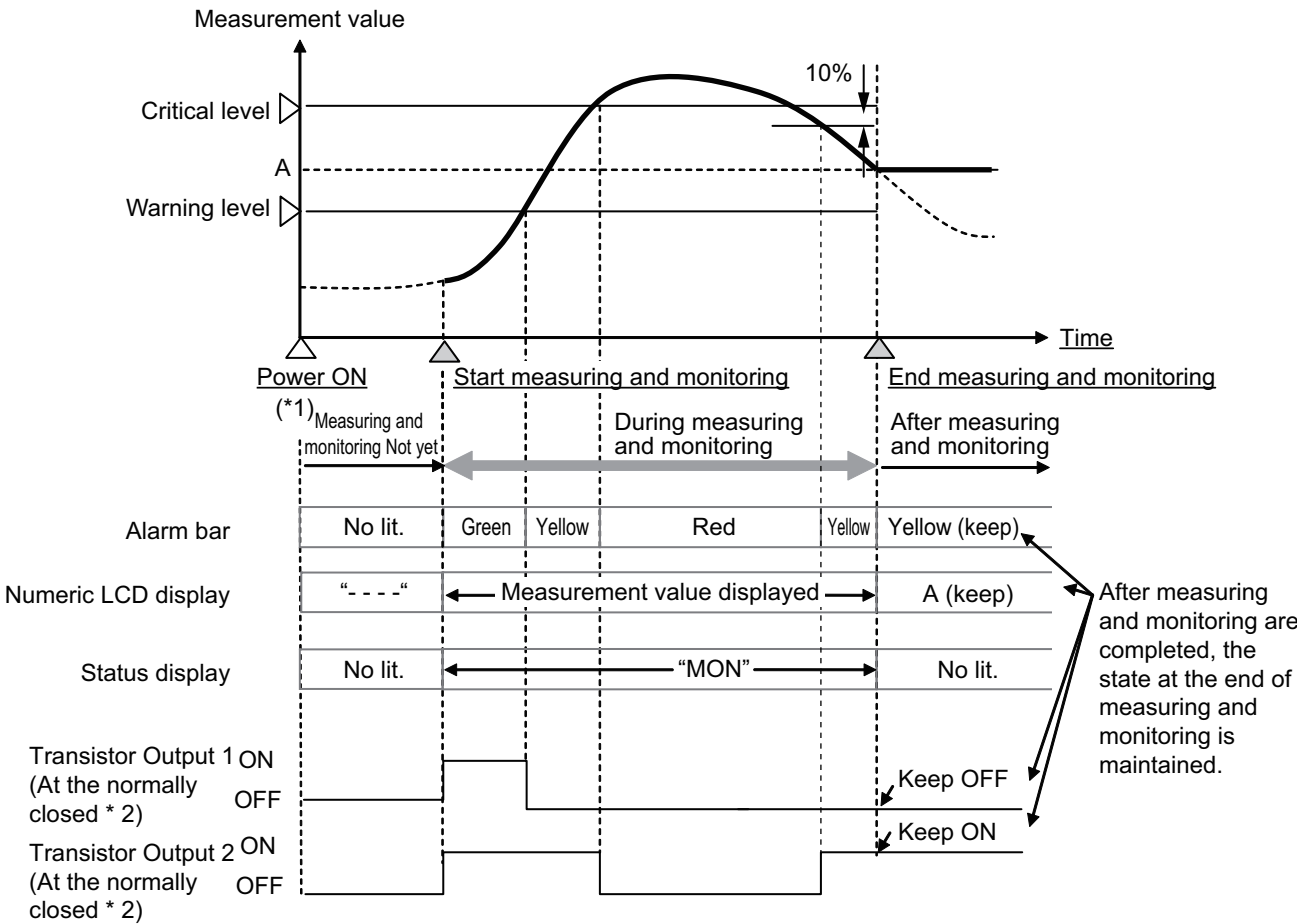 Measurement value
10%
Critical level
A
Warning level
Time
Power ON
Start measuring and monitoring
End measuring and monitoring
(*1)
Measuring and
monitoring Not yet
During measuring
and monitoring
After measuring
and monitoring
Alarm bar
No lit.
Green
Yellow
Red
Yellow
Yellow (keep)
Numeric LCD display
“- - - -“
Measurement value displayed
A (keep)
After measuring
and monitoring are
completed, the
state at the end of
measuring and
monitoring is
maintained.
Status display
No lit.
“MON”
No lit.
Transistor Output 1
(At the normally
closed * 2)
ON
OFF
Keep OFF
Transistor Output 2
(At the normally
closed * 2)
ON
OFF
Keep ON